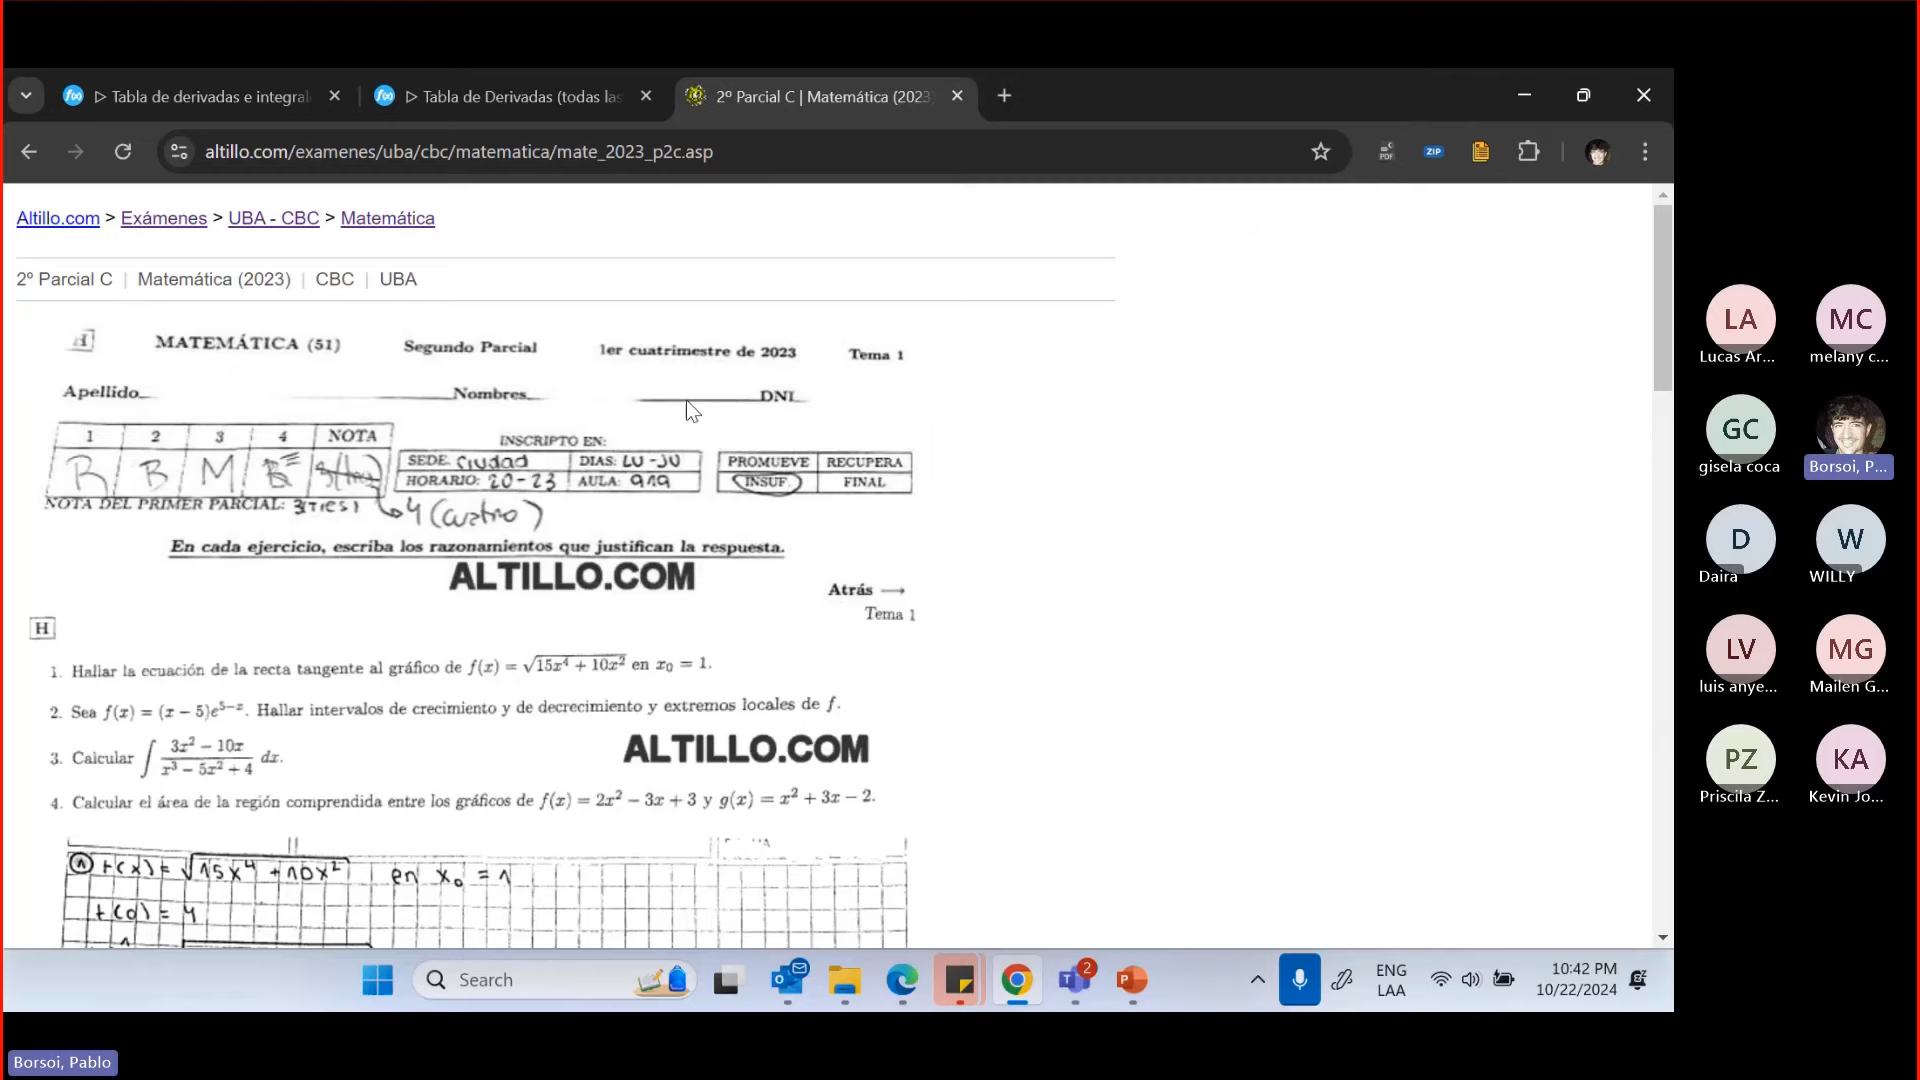 ▷ Tabla de derivadas e integral
▷ Tabla de Derivadas (todas las
2º Parcial C | Matemática (2023)
altillo.com/examenes/uba/cbc/matematica/mate_2023_p2c.asp
PDF
ZIP
Altillo.com > Exámenes > UBA - CBC > Matemática
2º Parcial C | Matemática (2023) | CBC | UBA
MATEMÁTICA (51) Segundo Parcial 1er cuatrimestre de 2023 Tema 1
Apellido Nombres DNI
1 2 3 4 NOTA
R B M B
INSCRIPTO EN:
SEDE: Ciudad DIAS: LU-JU
HORARIO: 20-23 AULA: 919
PROMUEVE RECUPERA
INSUF. FINAL
NOTA DEL PRIMER PARCIAL: 3(tres) 4 (cuatro)
En cada ejercicio, escriba los razonamientos que justifican la respuesta.
ALTILLO.COM
Atrás →
Tema 1
H
1. Hallar la ecuación de la recta tangente al gráfico de f(x) = √(15x⁴ + 10x²) en x₀ = 1.
2. Sea f(x) = (x − 5)e⁵⁻ˣ. Hallar intervalos de crecimiento y de decrecimiento y extremos locales de f.
3. Calcular ∫ (3x² − 10x)/(x³ − 5x² + 4) dx.
ALTILLO.COM
4. Calcular el área de la región comprendida entre los gráficos de f(x) = 2x² − 3x + 3 y g(x) = x² + 3x − 2.
① f(x) = √(15x⁴ + 10x²) en x₀ = 1
f(0) = 4
Search
2
ENG
LAA
10:42 PM
10/22/2024
LA
Lucas Ar...
MC
melany c...
GC
gisela coca
Borsoi, P...
D
Daira
W
WILLY
LV
luis anye...
MG
Mailen G...
PZ
Priscila Z...
KA
Kevin Jo...
Borsoi, Pablo